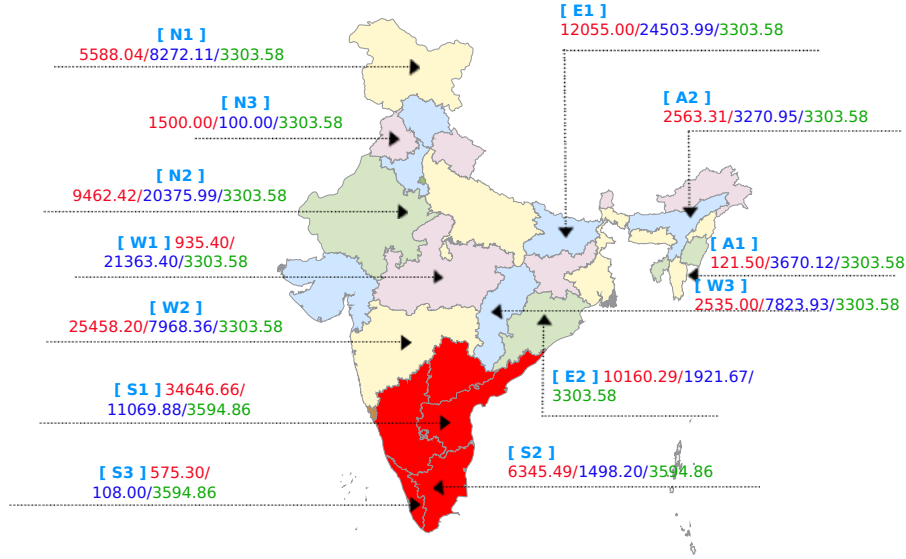 [ E1 ]
12055.00/24503.99/3303.58
[ N1 ]
5588.04/8272.11/3303.58
[ N3 ]
1500.00/100.00/3303.58
[ A2 ]
2563.31/3270.95/3303.58
[ N2 ]
9462.42/20375.99/3303.58
[ W1 ] 935.40/
21363.40/3303.58
[ A1 ]
121.50/3670.12/3303.58
[ W3 ]
2535.00/7823.93/3303.58
[ W2 ]
25458.20/7968.36/3303.58
[ E2 ] 10160.29/1921.67/
3303.58
[ S1 ] 34646.66/
11069.88/3594.86
[ S2 ]
6345.49/1498.20/3594.86
[ S3 ] 575.30/
108.00/3594.86